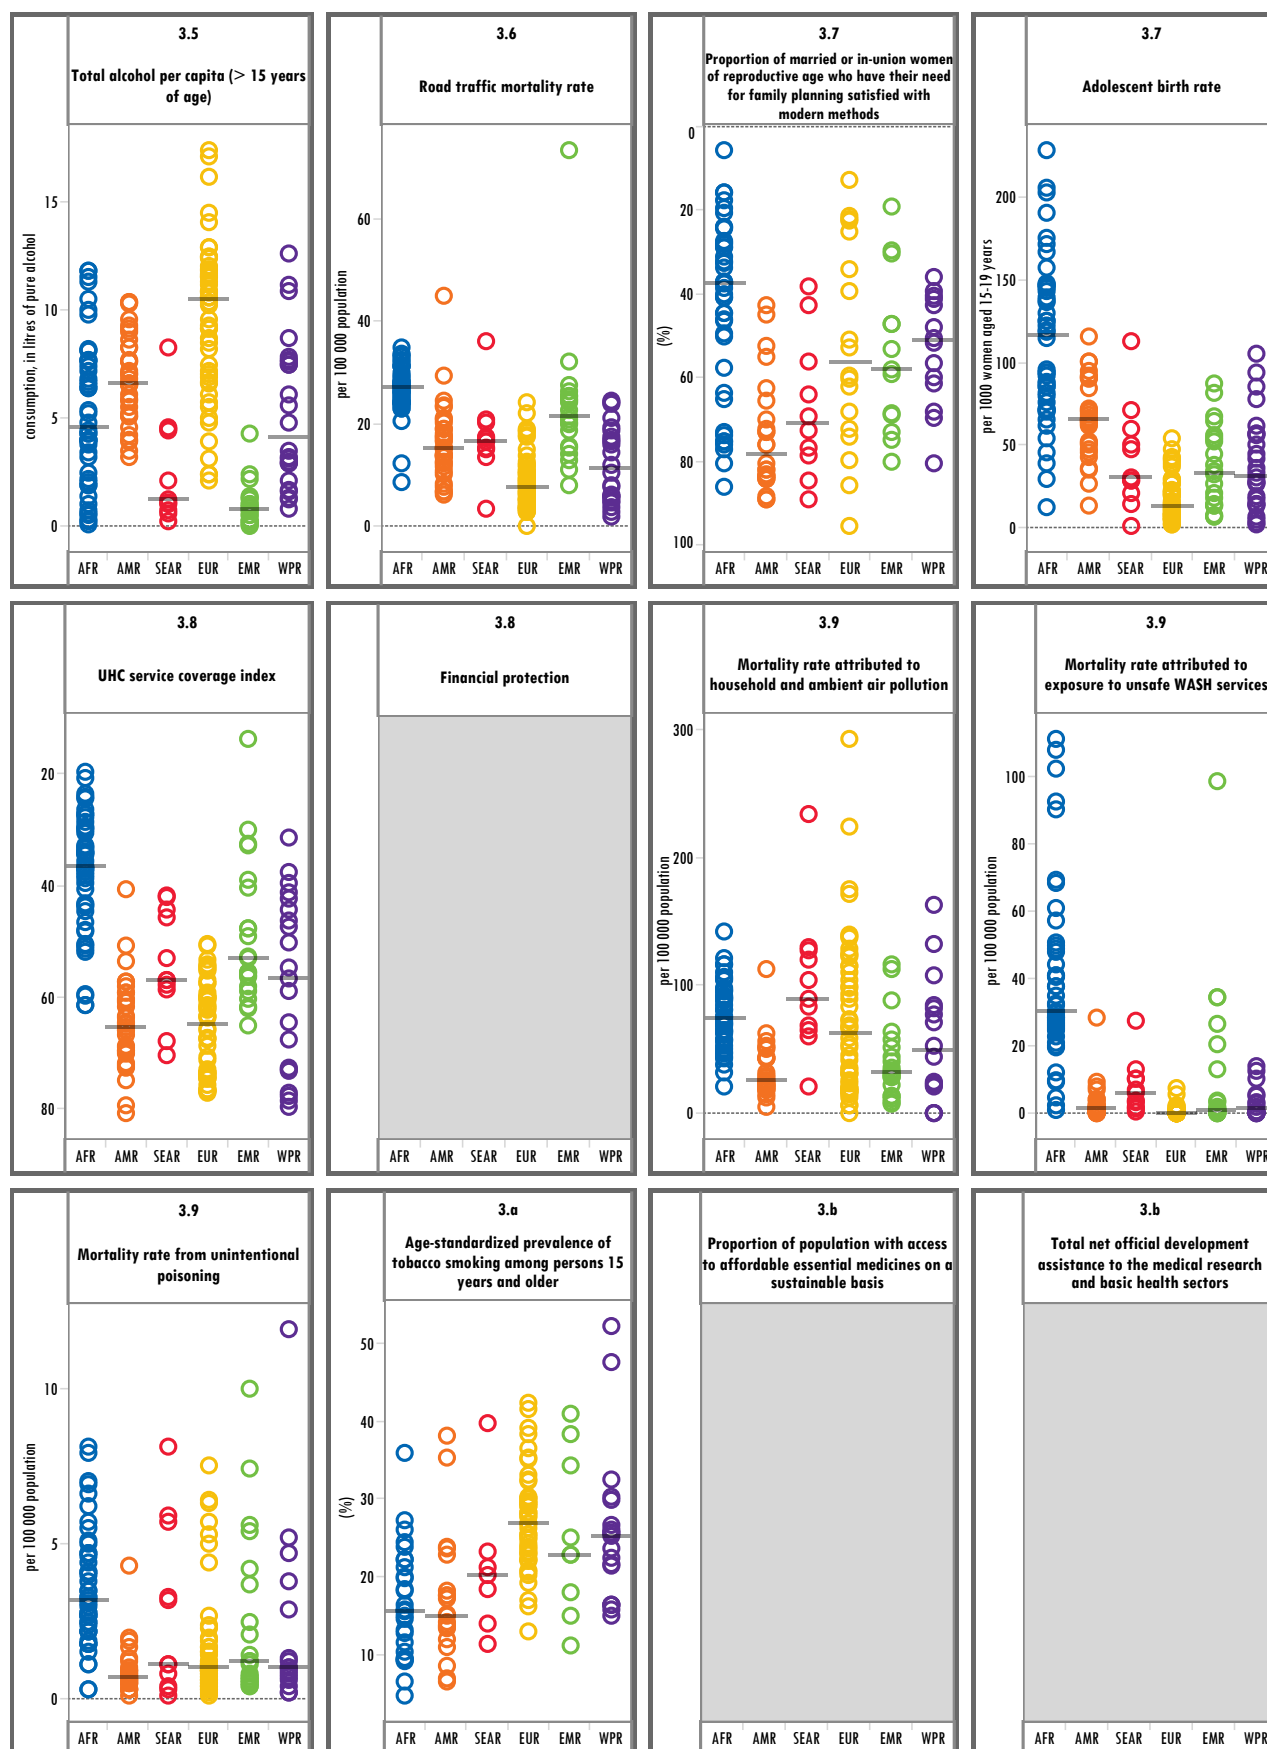 3.5
Total alcohol per capita (> 15 years
of age)
consumption, in litres of pure alcohol
15
10
5
0
AFR AMR SEAR EUR EMR WPR
3.6
Road traffic mortality rate
per 100 000 population
60
40
20
0
AFR AMR SEAR EUR EMR WPR
3.7
Proportion of married or in-union women
of reproductive age who have their need
for family planning satisfied with
modern methods
(%)
0
20
40
60
80
100
AFR AMR SEAR EUR EMR WPR
3.7
Adolescent birth rate
per 1000 women aged 15-19 years
200
150
100
50
0
AFR AMR SEAR EUR EMR WPR
3.8
UHC service coverage index
20
40
60
80
AFR AMR SEAR EUR EMR WPR
3.8
Financial protection
AFR AMR SEAR EUR EMR WPR
3.9
Mortality rate attributed to
household and ambient air pollution
per 100 000 population
300
200
100
0
AFR AMR SEAR EUR EMR WPR
3.9
Mortality rate attributed to
exposure to unsafe WASH services
per 100 000 population
100
80
60
40
20
0
AFR AMR SEAR EUR EMR WPR
3.9
Mortality rate from unintentional
poisoning
per 100 000 population
10
5
0
AFR AMR SEAR EUR EMR WPR
3.a
Age-standardized prevalence of
tobacco smoking among persons 15
years and older
(%)
50
40
30
20
10
AFR AMR SEAR EUR EMR WPR
3.b
Proportion of population with access
to affordable essential medicines on a
sustainable basis
AFR AMR SEAR EUR EMR WPR
3.b
Total net official development
assistance to the medical research
and basic health sectors
AFR AMR SEAR EUR EMR WPR